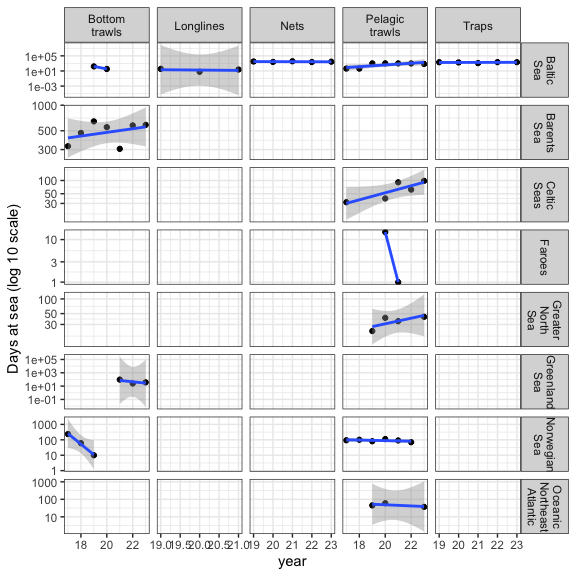 Bottom
trawls
Longlines
Nets
Pelagic
trawls
Traps
1e+05
1e+01
1e-03
Baltic
Sea
1000
500
300
Barents
Sea
100
50
30
Celtic
Seas
10
3
1
Faroes
100
50
30
Greater
North
Sea
1e+05
1e+03
1e+01
1e-01
Greenland
Sea
1000
100
10
1
Norwegian
Sea
1000
100
10
Oceanic
Northeast
Atlantic
Days at sea (log 10 scale)
18 20 22
19.0 19.5 20.0 20.5 21.0
19 20 21 22 23
18 20 22
19 20 21 22 23
year